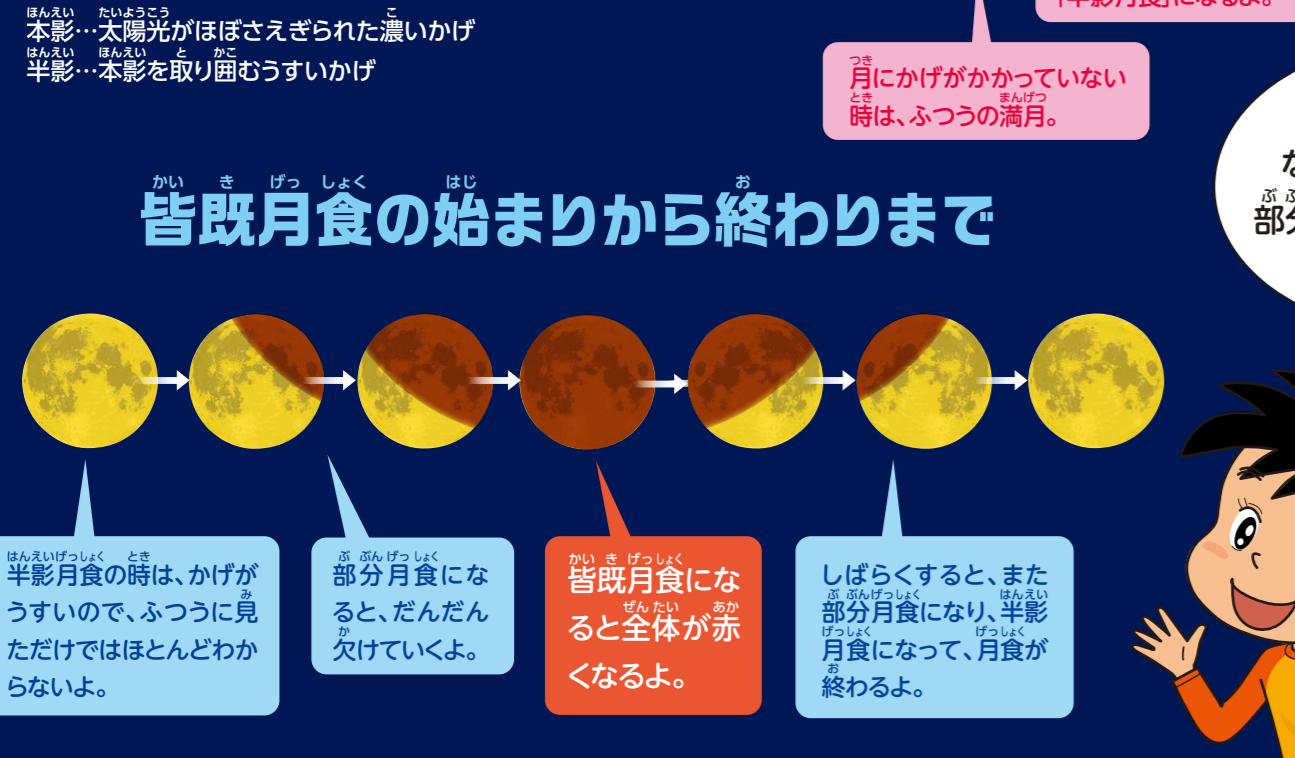 本影…太陽光がほぼさえぎられた濃いかげ
半影…本影を取り囲むうすいかげ
「半影月食」になるよ。
月にかげがかかっていない
時は、ふつうの満月。
皆既月食の始まりから終わりまで
半影月食の時は、かげが
うすいので、ふつうに見
ただけではほとんどわか
らないよ。
部分月食にな
ると、だんだん
欠けていくよ。
皆既月食にな
ると全体が赤
くなるよ。
しばらくすると、また
部分月食になり、半影
月食になって、月食が
終わるよ。